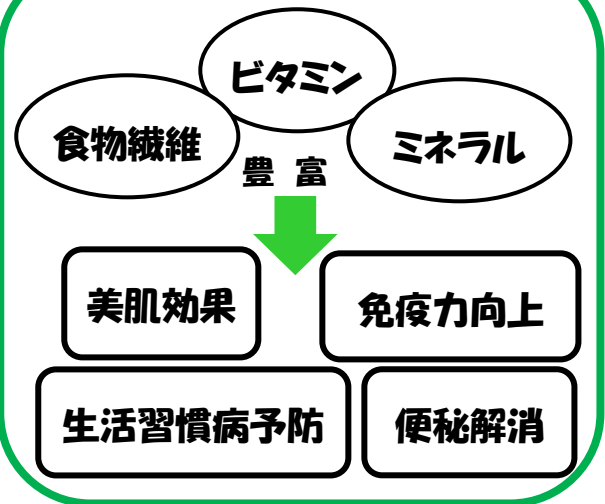 ビタミン
食物繊維
ミネラル
豊富
美肌効果
免疫力向上
生活習慣病予防
便秘解消